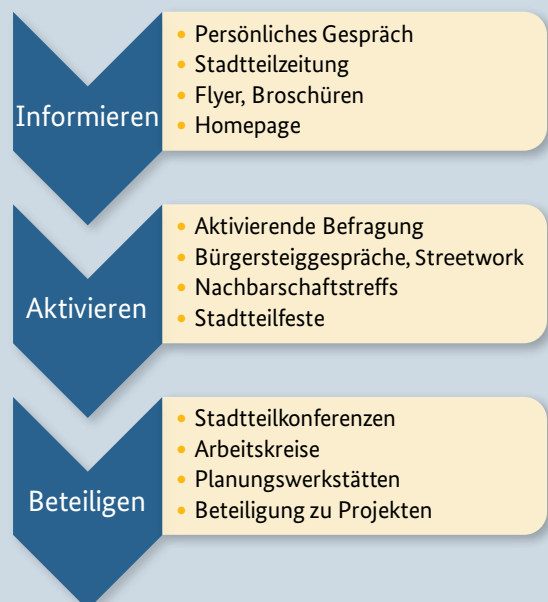 Informieren
• Persönliches Gespräch
• Stadtteilzeitung
• Flyer, Broschüren
• Homepage
Aktivieren
• Aktivierende Befragung
• Bürgersteiggespräche, Streetwork
• Nachbarschaftstreffs
• Stadtteilfeste
Beteiligen
• Stadtteilkonferenzen
• Arbeitskreise
• Planungswerkstätten
• Beteiligung zu Projekten